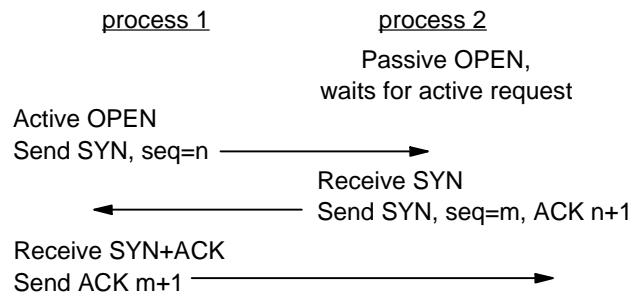 process 1
process 2
Passive OPEN,
waits for active request
Active OPEN
Send SYN, seq=n
Receive SYN
Send SYN, seq=m, ACK n+1
Receive SYN+ACK
Send ACK m+1